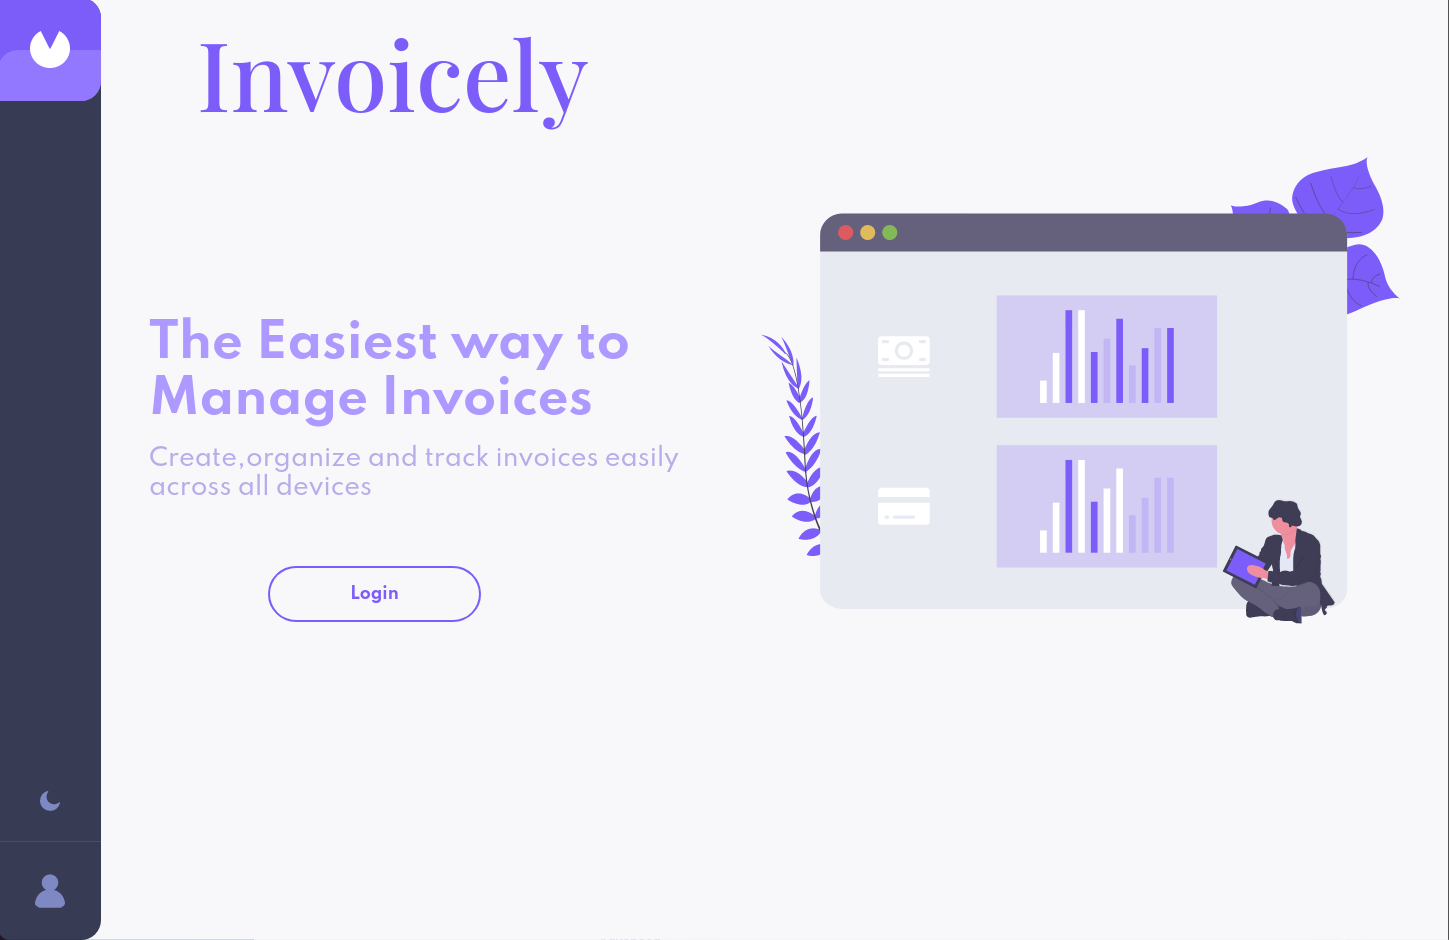 Invoicely
The Easiest way to
Manage Invoices
Create,organize and track invoices easily
across all devices
Login